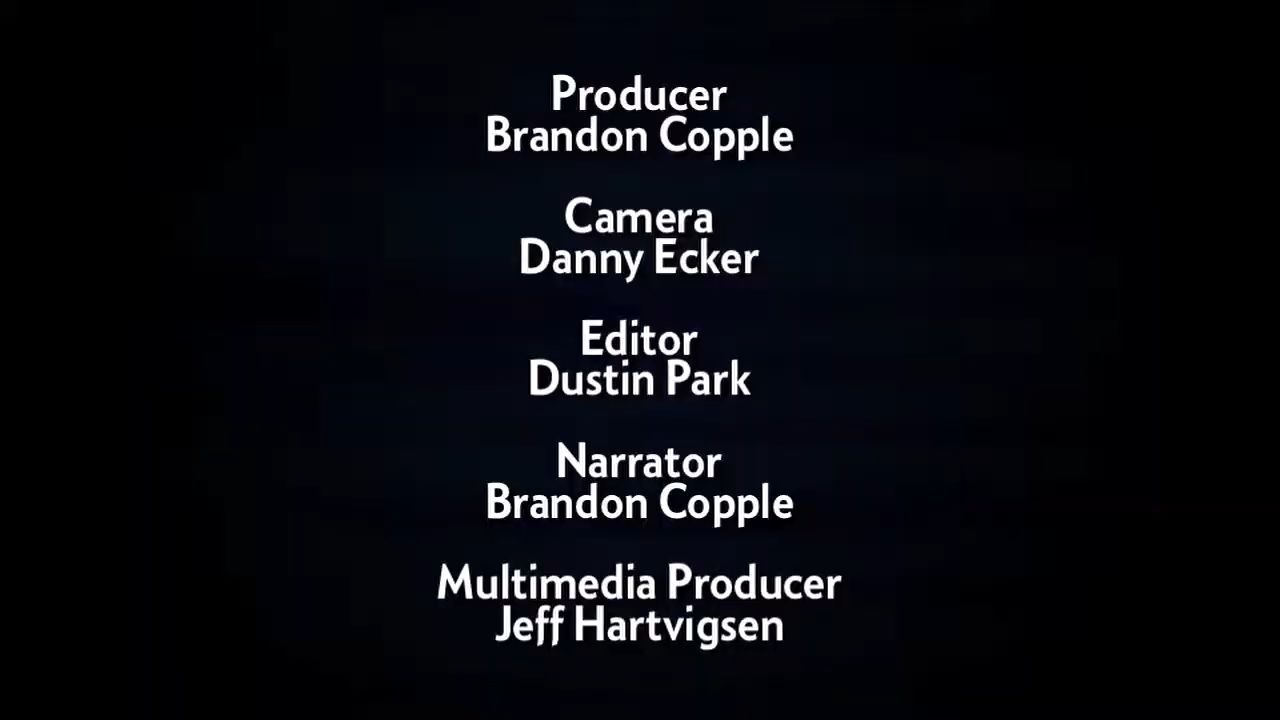 Producer
Brandon Copple
Camera
Danny Ecker
Editor
Dustin Park
Narrator
Brandon Copple
Multimedia Producer
Jeff Hartvigsen